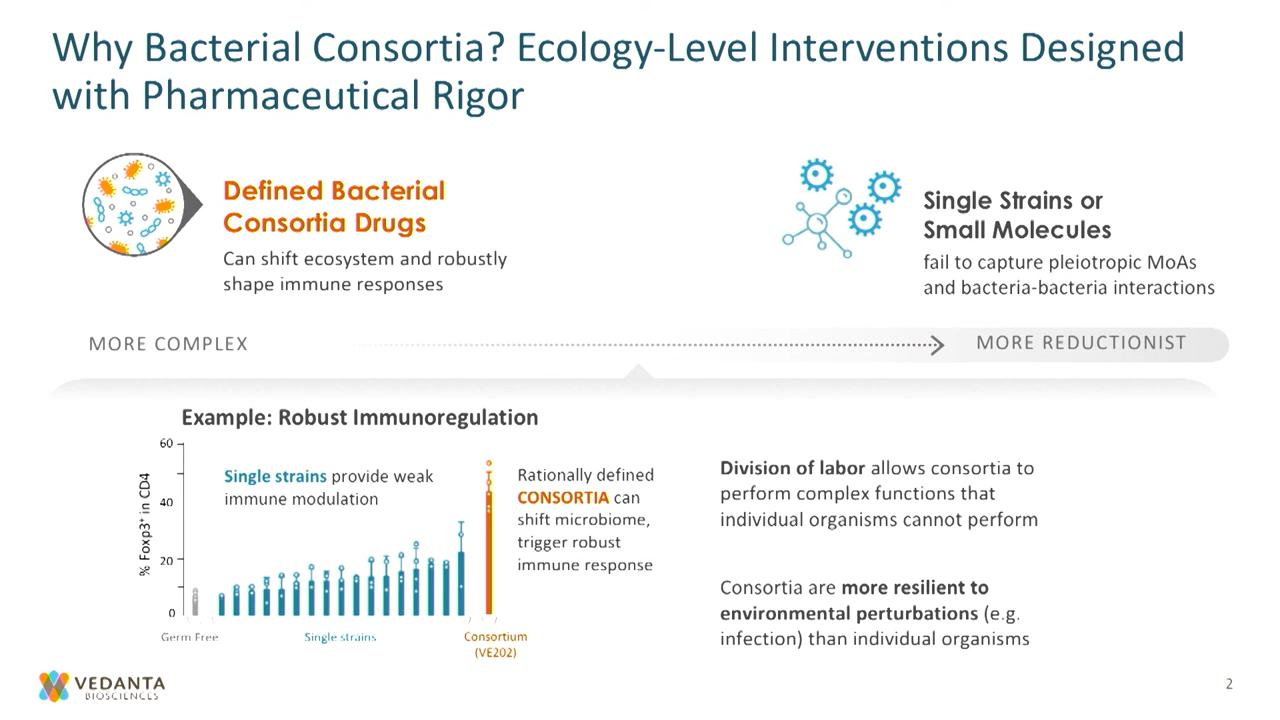 Why Bacterial Consortia? Ecology-Level Interventions Designed
with Pharmaceutical Rigor
Defined Bacterial
Consortia Drugs
Can shift ecosystem and robustly
shape immune responses
Single Strains or
Small Molecules
fail to capture pleiotropic MoAs
and bacteria-bacteria interactions
MORE COMPLEX
MORE REDUCTIONIST
Example: Robust Immunoregulation
% Foxp3⁺ in CD4
60
40
20
0
Single strains provide weak
immune modulation
Germ Free
Single strains
Consortium
(VE202)
Rationally defined
CONSORTIA can
shift microbiome,
trigger robust
immune response
Division of labor allows consortia to
perform complex functions that
individual organisms cannot perform
Consortia are more resilient to
environmental perturbations (e.g.
infection) than individual organisms
VEDANTA
BIOSCIENCES
2